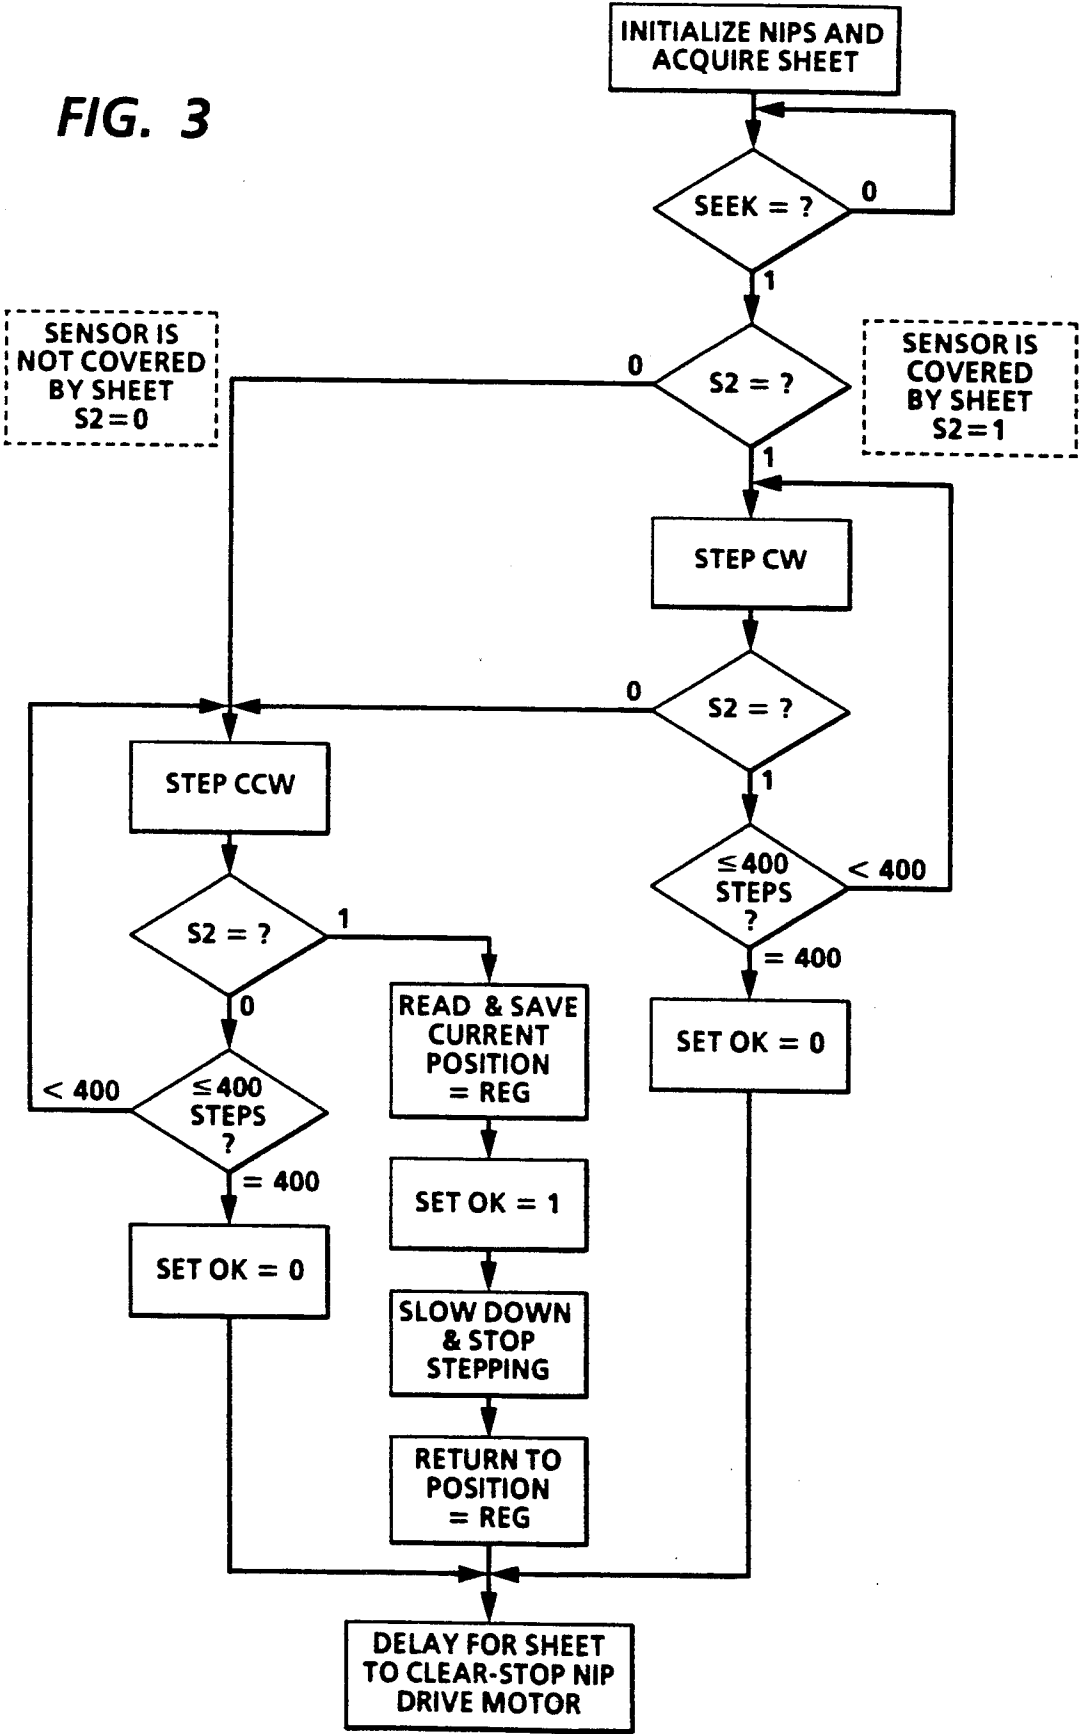 FIG. 3
INITIALIZE NIPS AND
ACQUIRE SHEET
SEEK = ?
0
1
SENSOR IS
NOT COVERED
BY SHEET
S2=0
0
S2 = ?
SENSOR IS
COVERED
BY SHEET
S2=1
1
STEP CW
0
S2 = ?
1
STEP CCW
≤400
STEPS
?
< 400
= 400
S2 = ?
1
0
READ & SAVE
CURRENT
POSITION
= REG
SET OK = 0
< 400
≤400
STEPS
?
= 400
SET OK = 1
SET OK = 0
SLOW DOWN
& STOP
STEPPING
RETURN TO
POSITION
= REG
DELAY FOR SHEET
TO CLEAR-STOP NIP
DRIVE MOTOR